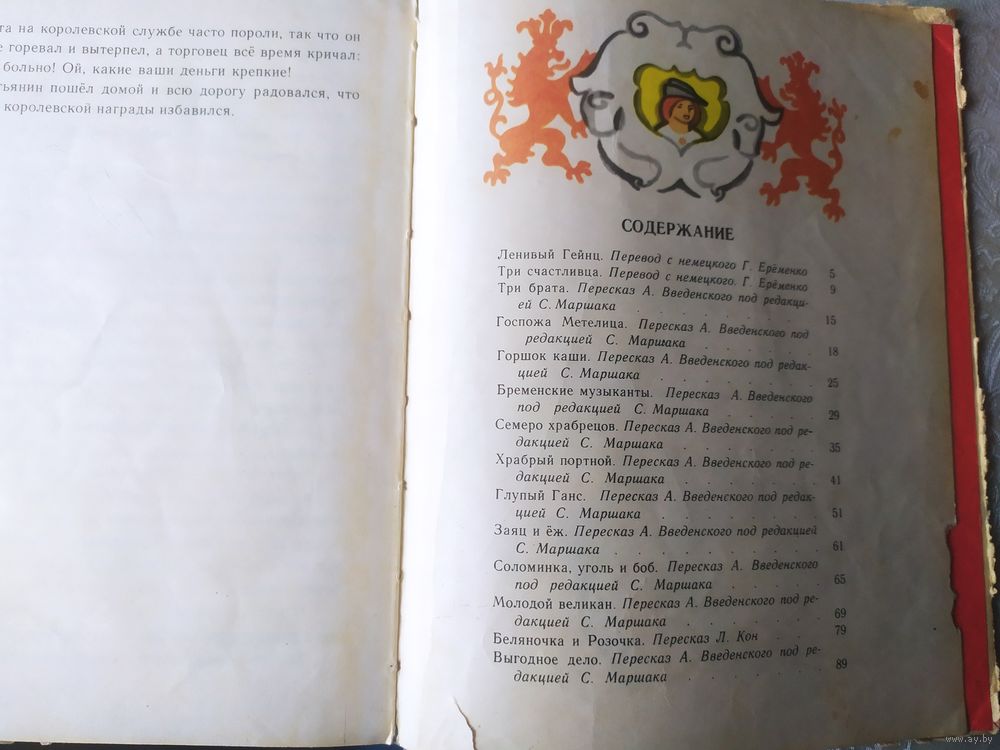 та на королевской службе часто пороли, так что он
е горевал и вытерпел, а торговец всё время кричал:
больно! Ой, какие ваши деньги крепкие!
тьянин пошёл домой и всю дорогу радовался, что
королевской награды избавился.
СОДЕРЖАНИЕ
Ленивый Гейнц. Перевод с немецкого Г. Ерёменко 5
Три счастливца. Перевод с немецкого. Г. Ерёменко 9
Три брата. Пересказ А. Введенского под редакци-
ей С. Маршака . . . . . . . 15
Госпожа Метелица. Пересказ А. Введенского под
редакцией С. Маршака . . . . . . . 18
Горшок каши. Пересказ А. Введенского под редак-
цией С. Маршака . . . . . . . 25
Бременские музыканты. Пересказ А. Введенского
под редакцией С. Маршака . . . . . 29
Семеро храбрецов. Пересказ А. Введенского под ре-
дакцией С. Маршака . . . . . . . 35
Храбрый портной. Пересказ А. Введенского под ре-
дакцией С. Маршака . . . . . . . 41
Глупый Ганс. Пересказ А. Введенского под редак-
цией С. Маршака . . . . . . . 51
Заяц и ёж. Пересказ А. Введенского под редакцией
С. Маршака . . . . . . . . 61
Соломинка, уголь и боб. Пересказ А. Введенского
под редакцией С. Маршака . . . . . 65
Молодой великан. Пересказ А. Введенского под ре-
дакцией С. Маршака . . . . . . . 69
Беляночка и Розочка. Пересказ Л. Кон . . . 79
Выгодное дело. Пересказ А. Введенского под ре-
дакцией С. Маршака . . . . . . . 89
www.ay.by